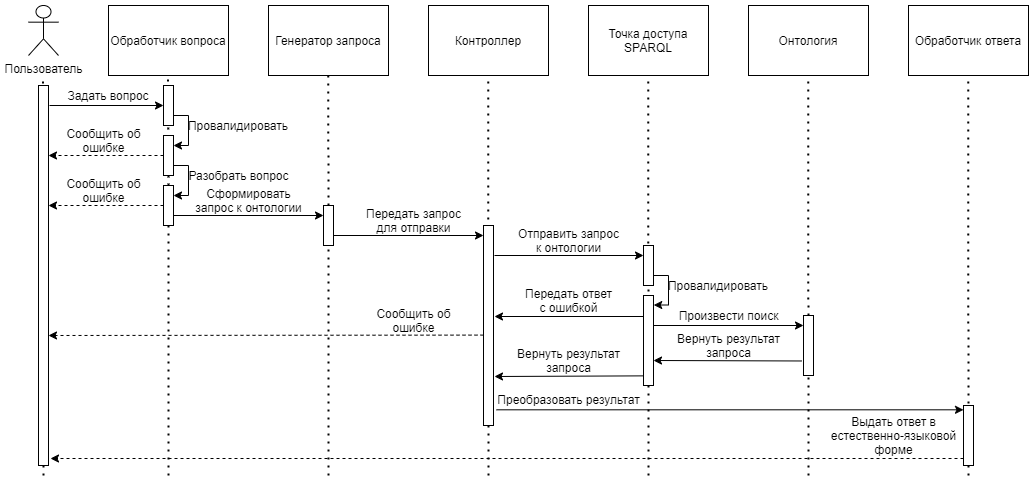 Пользователь
Обработчик вопроса
Генератор запроса
Контроллер
Точка доступа
SPARQL
Онтология
Обработчик ответа
Задать вопрос
Провалидировать
Сообщить об
ошибке
Разобрать вопрос
Сообщить об
ошибке
Сформировать
запрос к онтологии
Передать запрос
для отправки
Отправить запрос
к онтологии
Провалидировать
Передать ответ
с ошибкой
Сообщить об
ошибке
Произвести поиск
Вернуть результат
запроса
Вернуть результат
запроса
Преобразовать результат
Выдать ответ в
естественно-языковой
форме